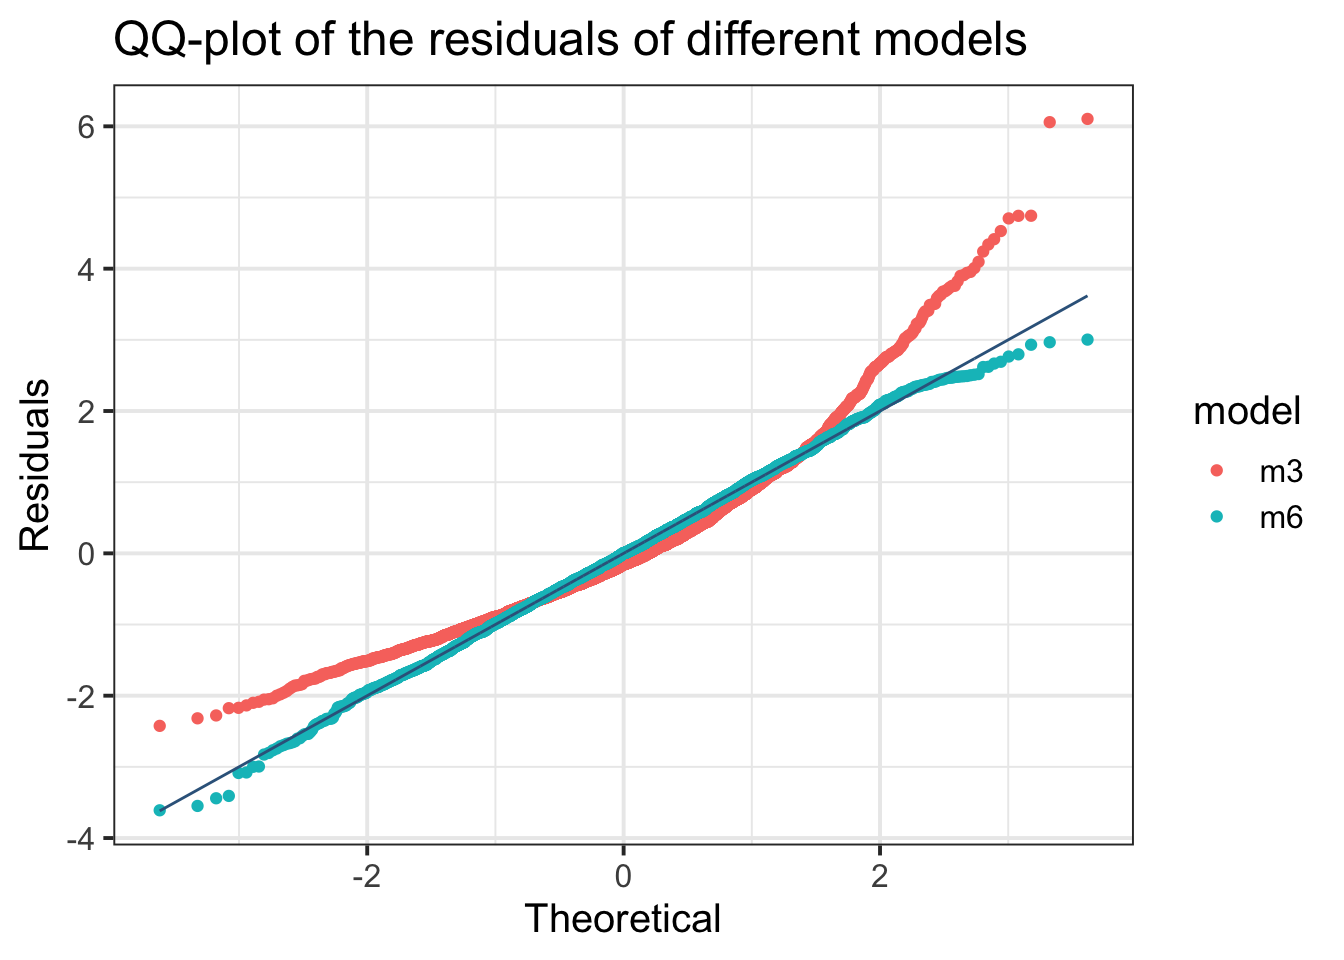 QQ-plot of the residuals of different models
6
4
2
0
-2
-4
Residuals
-2
0
2
Theoretical
model
m3
m6